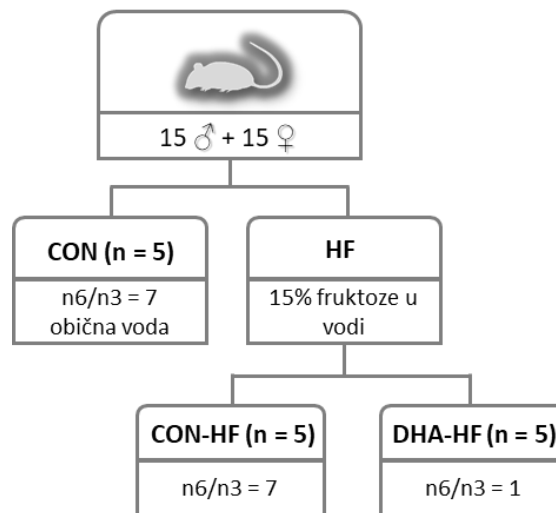 15 ♂ + 15 ♀
CON (n = 5)
n6/n3 = 7
obična voda
HF
15% fruktoze u
vodi
CON-HF (n = 5)
n6/n3 = 7
DHA-HF (n = 5)
n6/n3 = 1